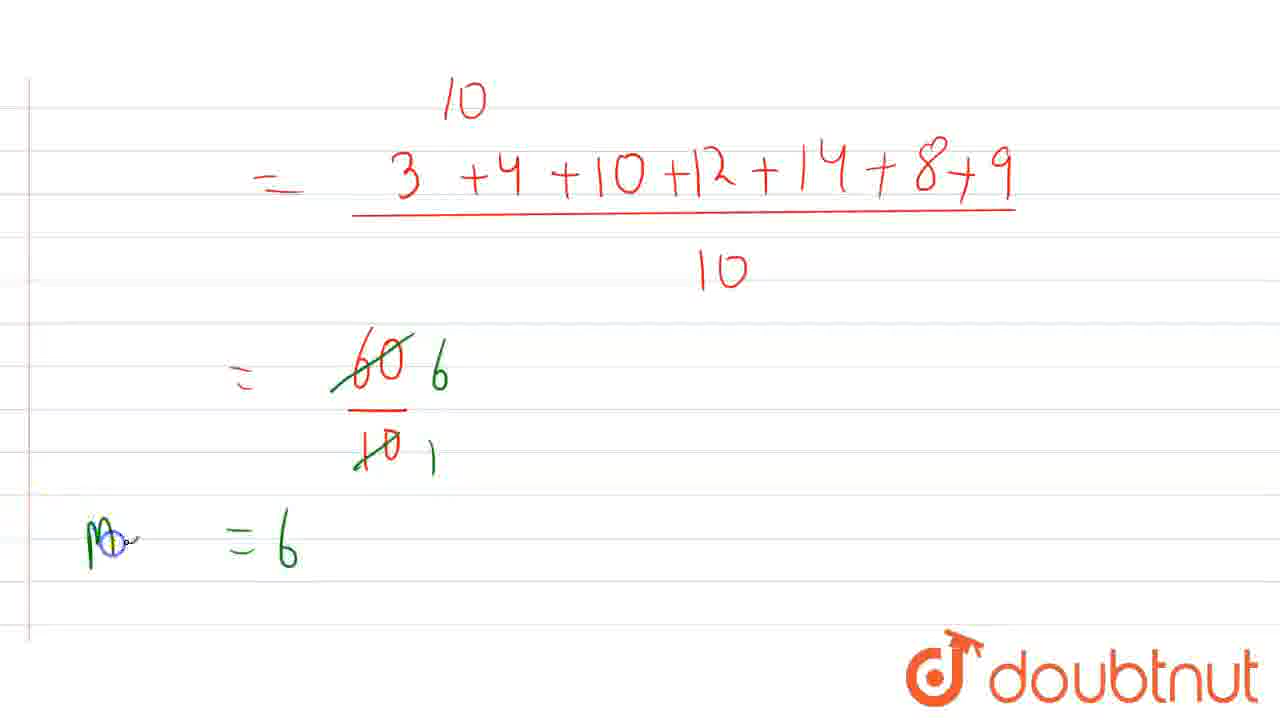 10
= 3 +4 +10 +12 + 14 + 8 + 9
10
= 60 6
10 1
M = 6
doubtnut